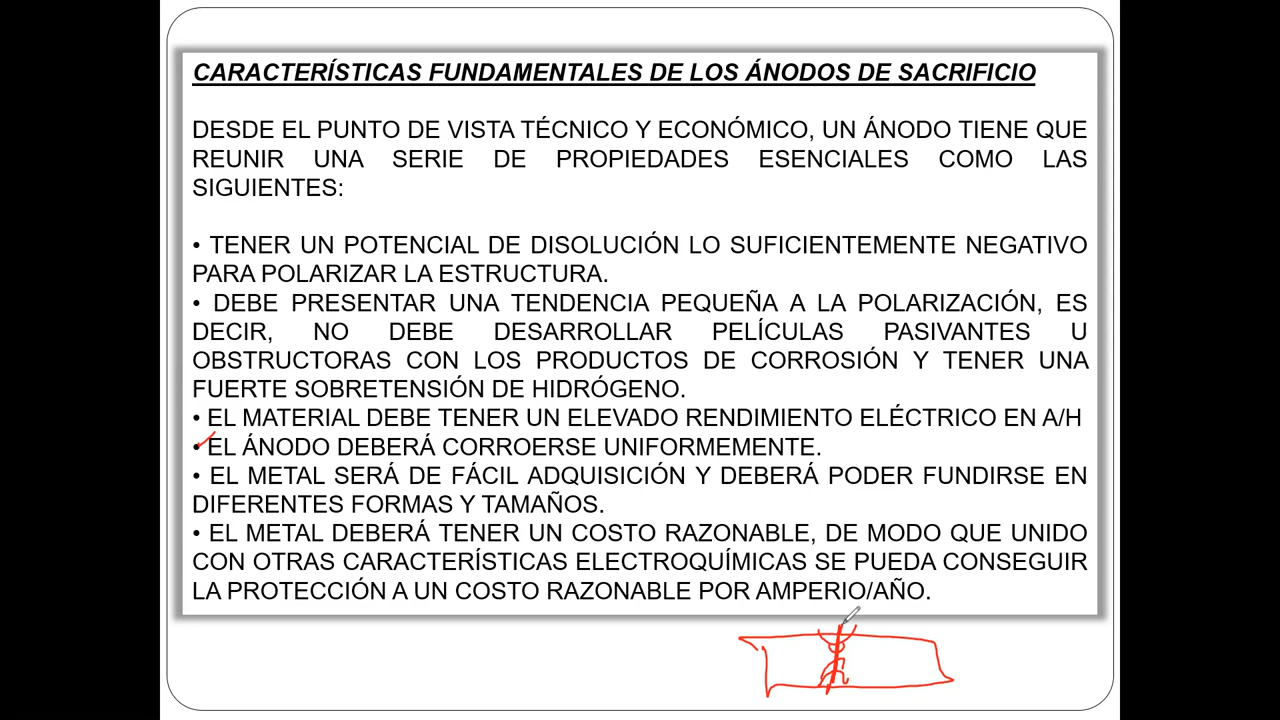 CARACTERÍSTICAS FUNDAMENTALES DE LOS ÁNODOS DE SACRIFICIO
DESDE EL PUNTO DE VISTA TÉCNICO Y ECONÓMICO, UN ÁNODO TIENE QUE
REUNIR UNA SERIE DE PROPIEDADES ESENCIALES COMO LAS
SIGUIENTES:
• TENER UN POTENCIAL DE DISOLUCIÓN LO SUFICIENTEMENTE NEGATIVO
PARA POLARIZAR LA ESTRUCTURA.
• DEBE PRESENTAR UNA TENDENCIA PEQUEÑA A LA POLARIZACIÓN, ES
DECIR, NO DEBE DESARROLLAR PELÍCULAS PASIVANTES U
OBSTRUCTORAS CON LOS PRODUCTOS DE CORROSIÓN Y TENER UNA
FUERTE SOBRETENSIÓN DE HIDRÓGENO.
• EL MATERIAL DEBE TENER UN ELEVADO RENDIMIENTO ELÉCTRICO EN A/H
• EL ÁNODO DEBERÁ CORROERSE UNIFORMEMENTE.
• EL METAL SERÁ DE FÁCIL ADQUISICIÓN Y DEBERÁ PODER FUNDIRSE EN
DIFERENTES FORMAS Y TAMAÑOS.
• EL METAL DEBERÁ TENER UN COSTO RAZONABLE, DE MODO QUE UNIDO
CON OTRAS CARACTERÍSTICAS ELECTROQUÍMICAS SE PUEDA CONSEGUIR
LA PROTECCIÓN A UN COSTO RAZONABLE POR AMPERIO/AÑO.